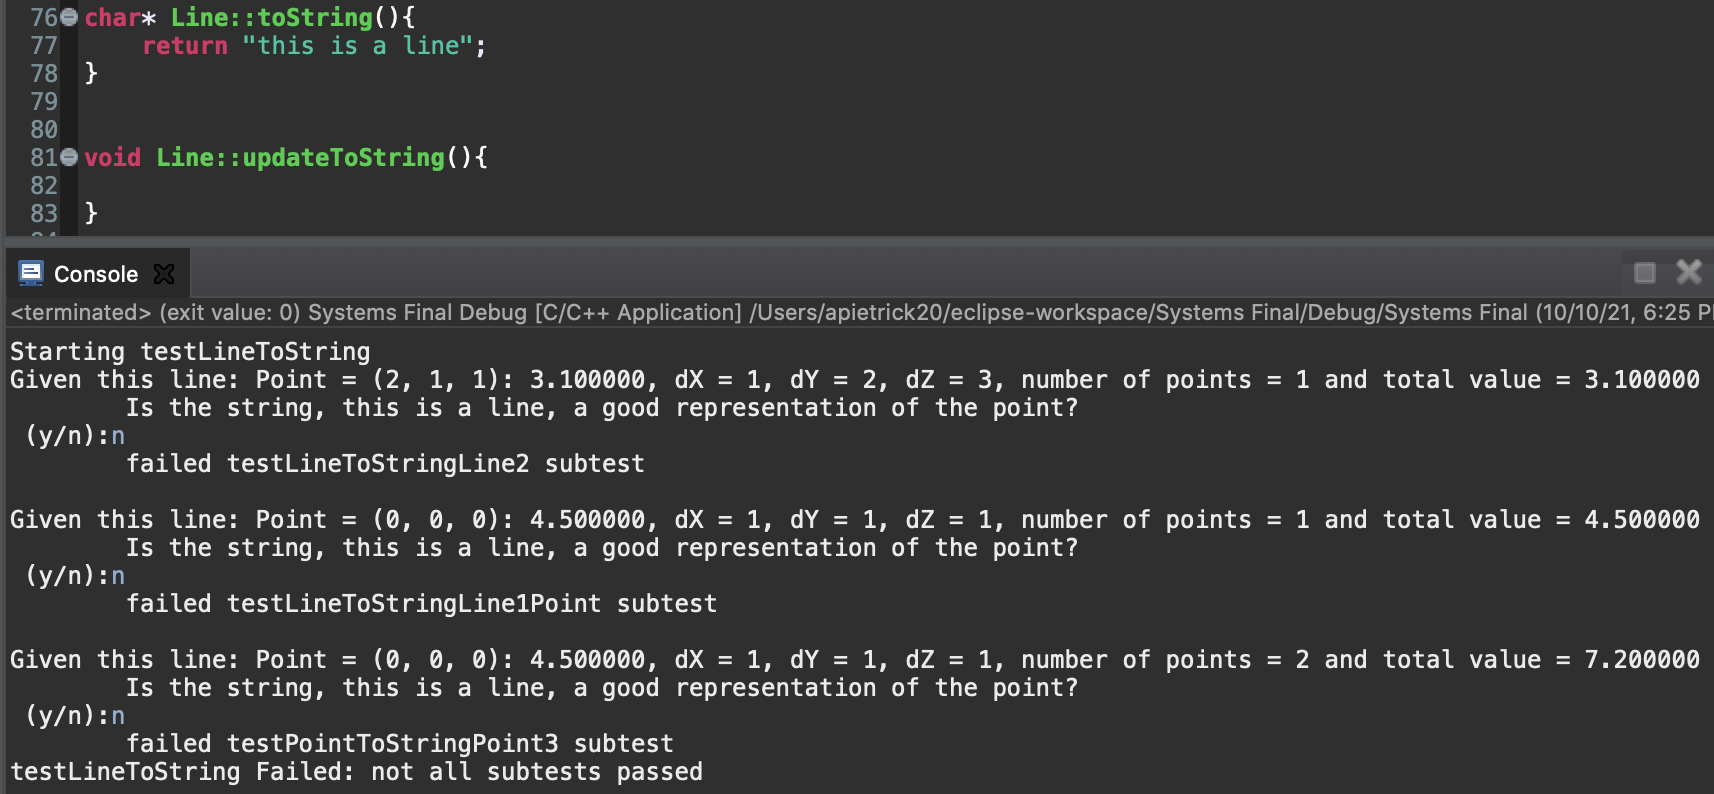 76 char* Line::toString(){
77     return "this is a line";
78 }
79
80
81 void Line::updateToString(){
82
83 }
Console
<terminated> (exit value: 0) Systems Final Debug [C/C++ Application] /Users/apietrick20/eclipse-workspace/Systems Final/Debug/Systems Final (10/10/21, 6:25 P
Starting testLineToString
Given this line: Point = (2, 1, 1): 3.100000, dX = 1, dY = 2, dZ = 3, number of points = 1 and total value = 3.100000
        Is the string, this is a line, a good representation of the point?
 (y/n):n
        failed testLineToStringLine2 subtest

Given this line: Point = (0, 0, 0): 4.500000, dX = 1, dY = 1, dZ = 1, number of points = 1 and total value = 4.500000
        Is the string, this is a line, a good representation of the point?
 (y/n):n
        failed testLineToStringLine1Point subtest

Given this line: Point = (0, 0, 0): 4.500000, dX = 1, dY = 1, dZ = 1, number of points = 2 and total value = 7.200000
        Is the string, this is a line, a good representation of the point?
 (y/n):n
        failed testPointToStringPoint3 subtest
testLineToString Failed: not all subtests passed